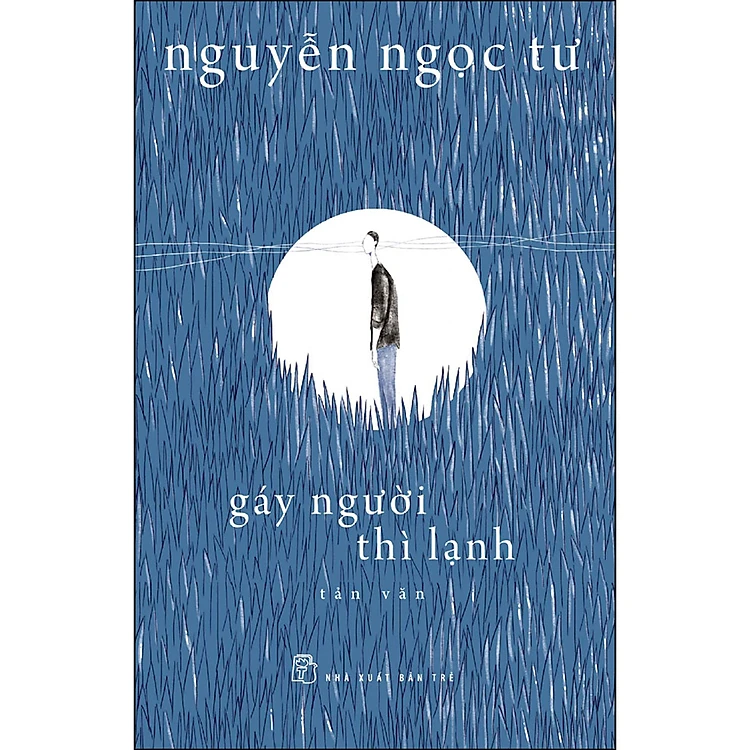 nguyễn ngọc tư
gáy người
thì lạnh
tản văn
NHÀ XUẤT BẢN TRẺ